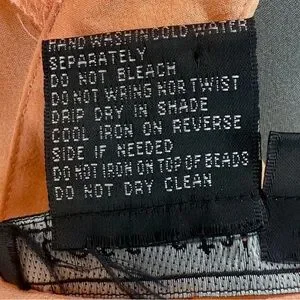 HAND WASH IN COLD WATER
SEPARATELY
DO NOT BLEACH
DO NOT WRING NOR TWIST
DRIP DRY IN SHADE
COOL IRON ON REVERSE
SIDE IF NEEDED
DO NOT IRON ON TOP OF BEADS
DO NOT DRY CLEAN